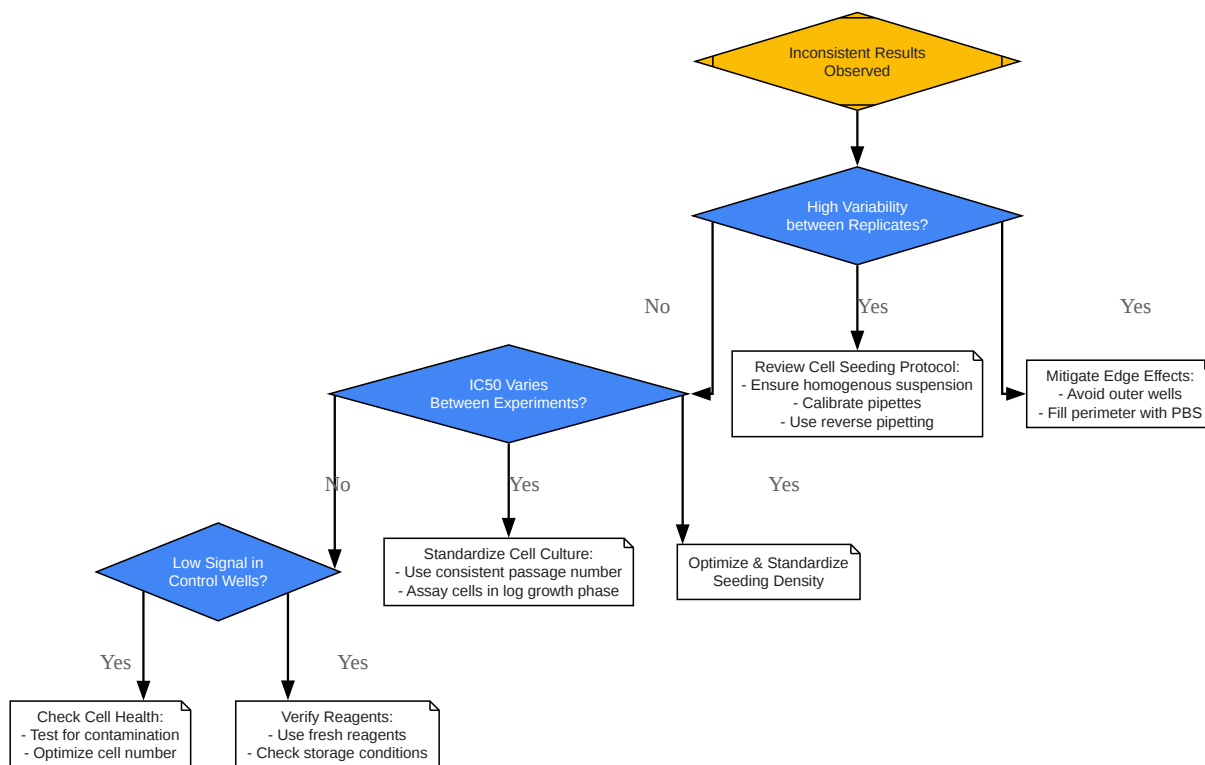 Inconsistent Results
Observed
High Variability
between Replicates?
No
Yes
Yes
Review Cell Seeding Protocol:
- Ensure homogenous suspension
- Calibrate pipettes
- Use reverse pipetting
Mitigate Edge Effects:
- Avoid outer wells
- Fill perimeter with PBS
IC50 Varies
Between Experiments?
No
Yes
Yes
Standardize Cell Culture:
- Use consistent passage number
- Assay cells in log growth phase
Optimize & Standardize
Seeding Density
Low Signal in
Control Wells?
Yes
Yes
Check Cell Health:
- Test for contamination
- Optimize cell number
Verify Reagents:
- Use fresh reagents
- Check storage conditions